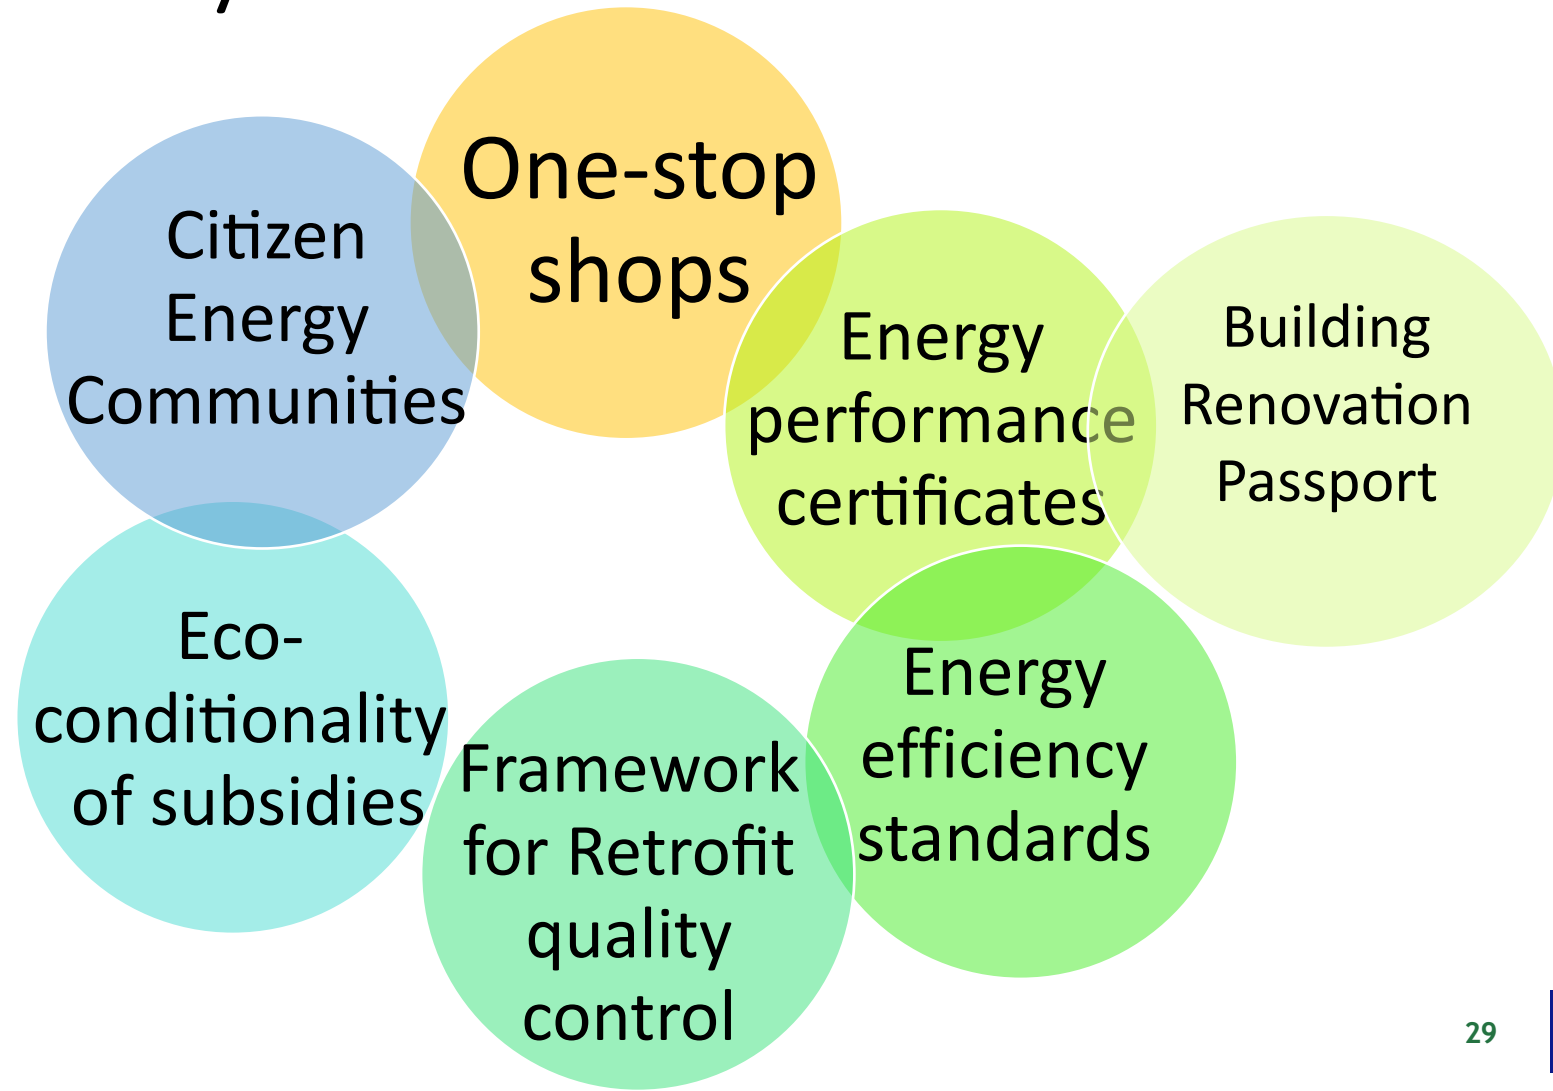 One-stop
shops
Citizen
Energy
Communities
Energy
performance
certificates
Building
Renovation
Passport
Eco-
conditionality
of subsidies
Framework
for Retrofit
quality
control
Energy
efficiency
standards
29